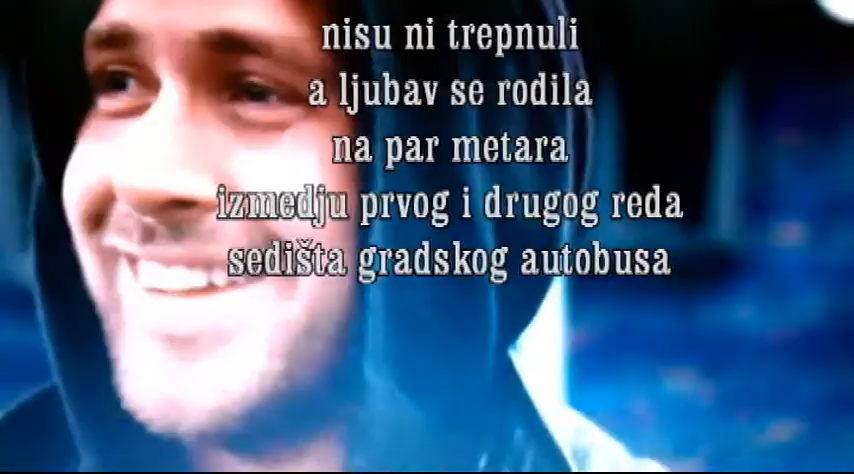 nisu ni trepnuli
a ljubav se rodila
na par metara
izmedju prvog i drugog reda
sedišta gradskog autobusa